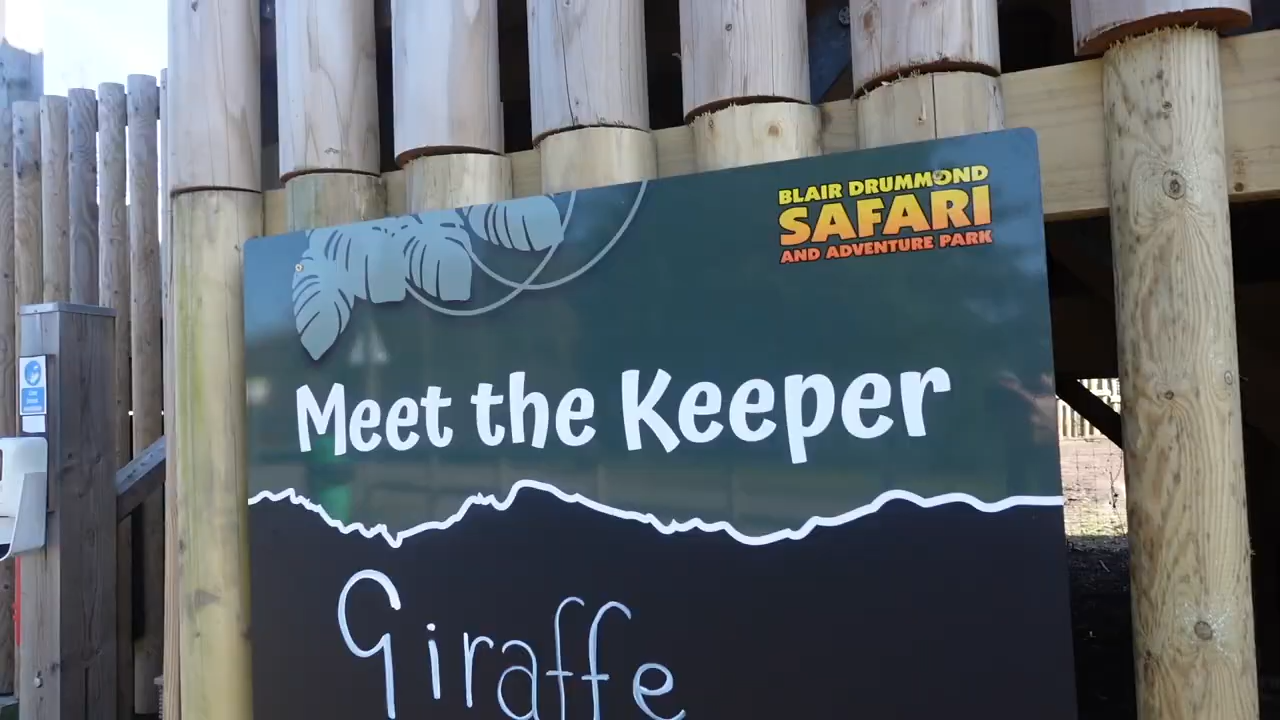 BLAIR DRUMMOND
SAFARI
AND ADVENTURE PARK
Meet the Keeper
Giraffe